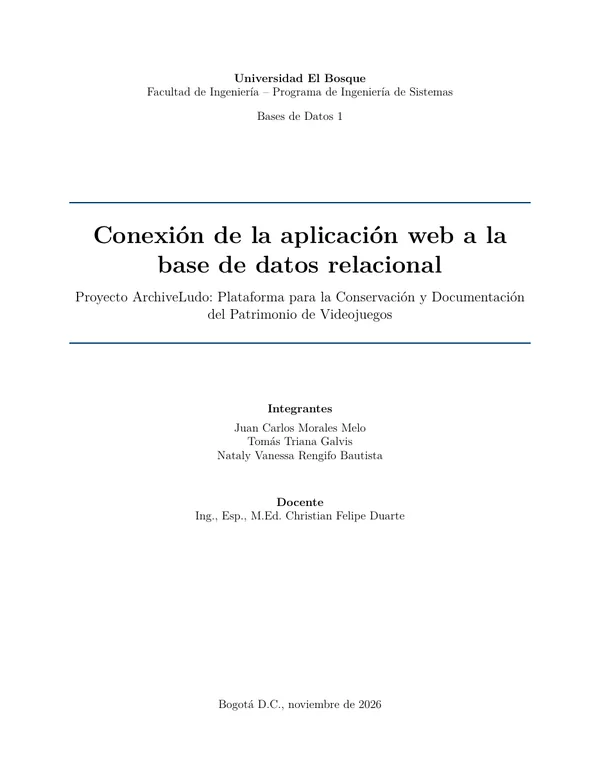 Universidad El Bosque
Facultad de Ingeniería – Programa de Ingeniería de Sistemas
Bases de Datos 1
Conexión de la aplicación web a la
base de datos relacional
Proyecto ArchiveLudo: Plataforma para la Conservación y Documentación
del Patrimonio de Videojuegos
Integrantes
Juan Carlos Morales Melo
Tomás Triana Galvis
Nataly Vanessa Rengifo Bautista
Docente
Ing., Esp., M.Ed. Christian Felipe Duarte
Bogotá D.C., noviembre de 2026